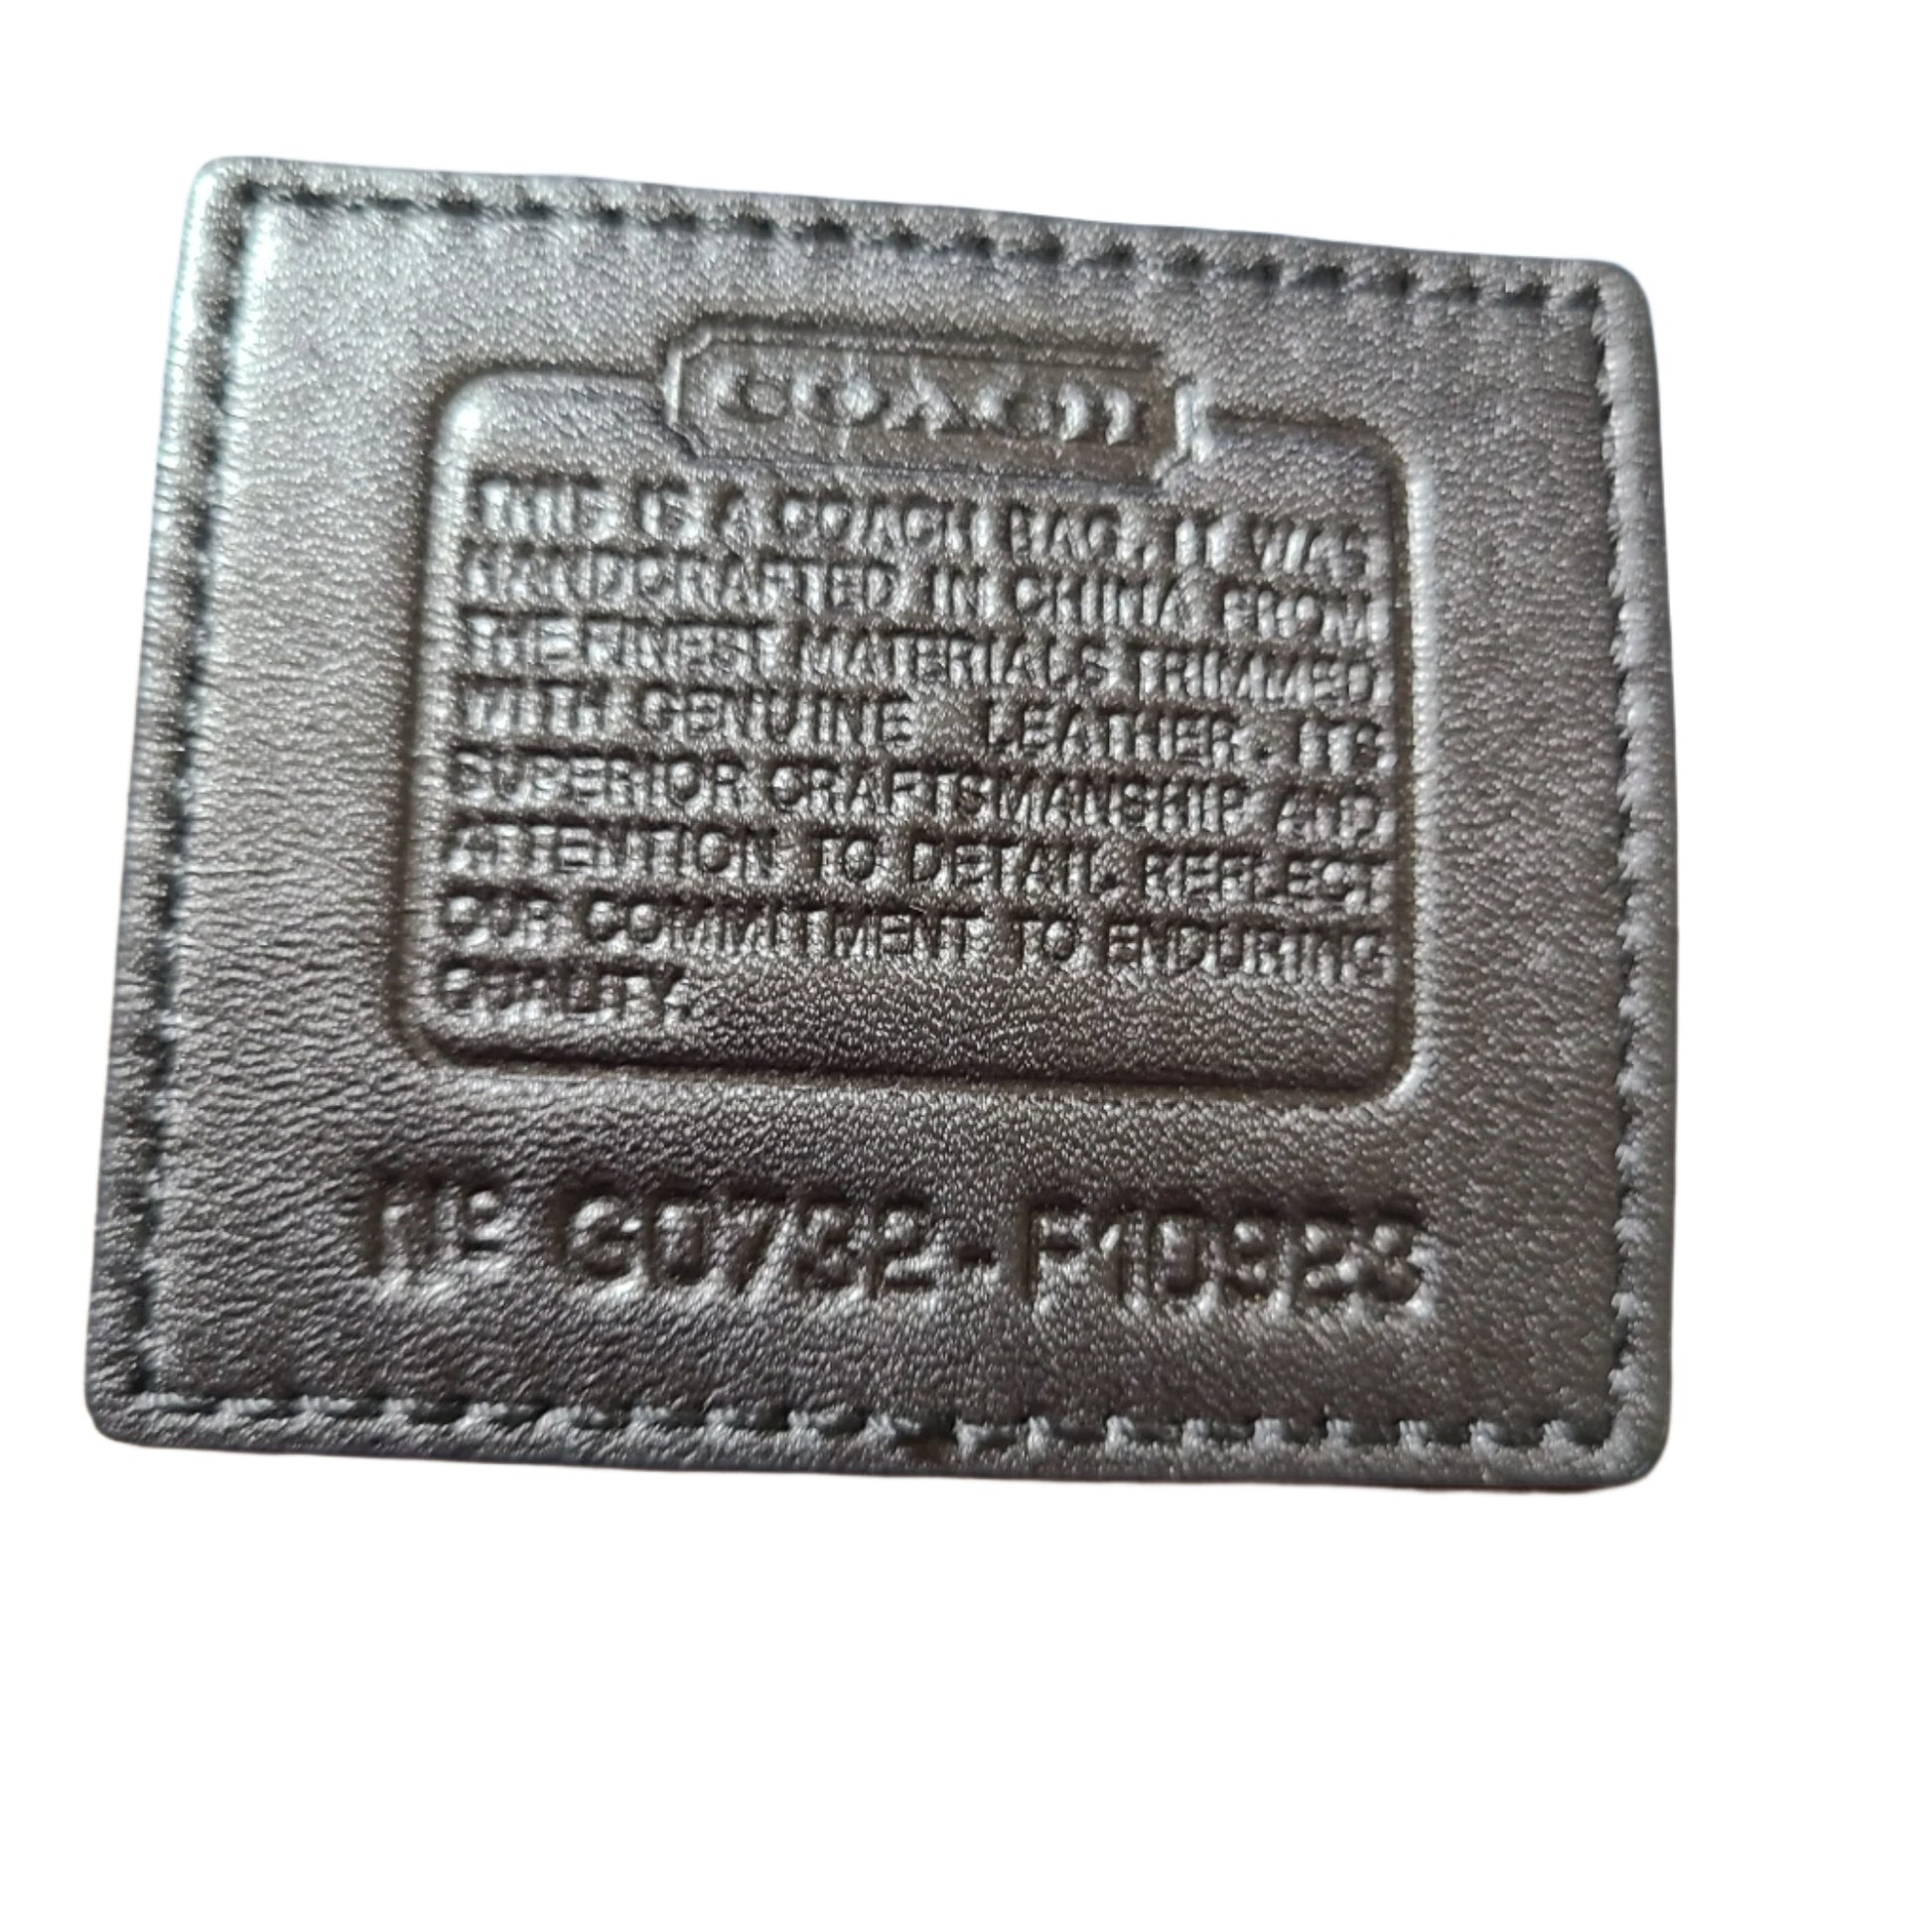 COACH
THIS IS A COACH BAG. IT WAS
HANDCRAFTED IN CHINA FROM
THE FINEST MATERIALS TRIMMED
WITH GENUINE LEATHER. ITS
SUPERIOR CRAFTSMANSHIP AND
ATTENTION TO DETAIL REFLECT
OUR COMMITMENT TO ENDURING
QUALITY.
Nº G0732-F10923